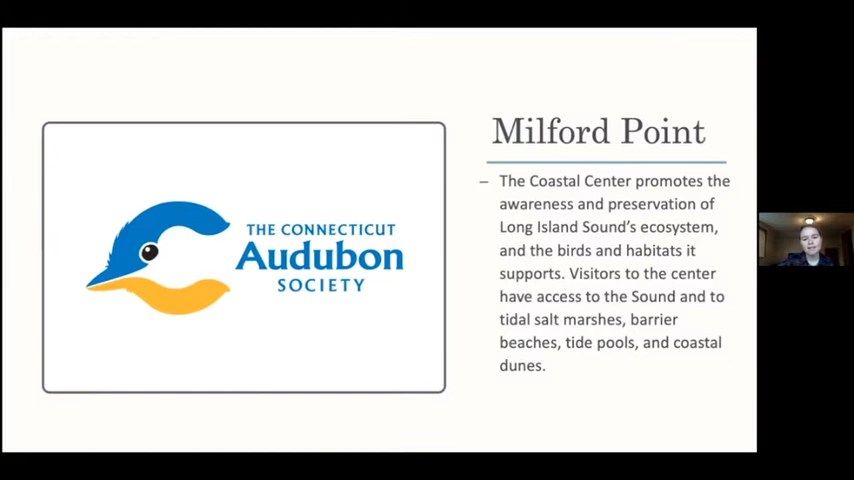 THE CONNECTICUT
Audubon
SOCIETY
Milford Point
– The Coastal Center promotes the
awareness and preservation of
Long Island Sound’s ecosystem,
and the birds and habitats it
supports. Visitors to the center
have access to the Sound and to
tidal salt marshes, barrier
beaches, tide pools, and coastal
dunes.